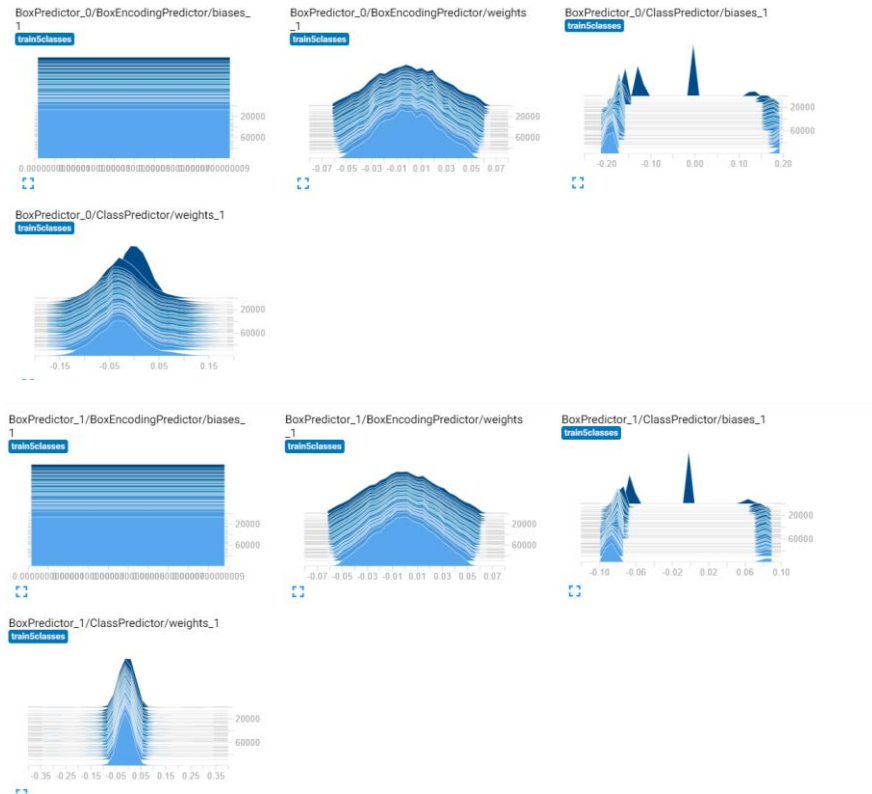 BoxPredictor_0/BoxEncodingPredictor/biases_
1
train5classes
20000
60000
BoxPredictor_0/BoxEncodingPredictor/weights
_1
train5classes
20000
60000
-0.07 -0.05 -0.03 -0.01 0.01 0.03 0.05 0.07
BoxPredictor_0/ClassPredictor/biases_1
train5classes
20000
60000
-0.20 -0.10 0.00 0.10 0.20
BoxPredictor_0/ClassPredictor/weights_1
train5classes
20000
60000
-0.15 -0.05 0.05 0.15
BoxPredictor_1/BoxEncodingPredictor/biases_
1
train5classes
20000
60000
BoxPredictor_1/BoxEncodingPredictor/weights
_1
train5classes
20000
60000
-0.07 -0.05 -0.03 -0.01 0.01 0.03 0.05 0.07
BoxPredictor_1/ClassPredictor/biases_1
train5classes
20000
60000
-0.10 -0.06 -0.02 0.02 0.06 0.10
BoxPredictor_1/ClassPredictor/weights_1
train5classes
20000
60000
-0.35 -0.25 -0.15 -0.05 0.05 0.15 0.25 0.35